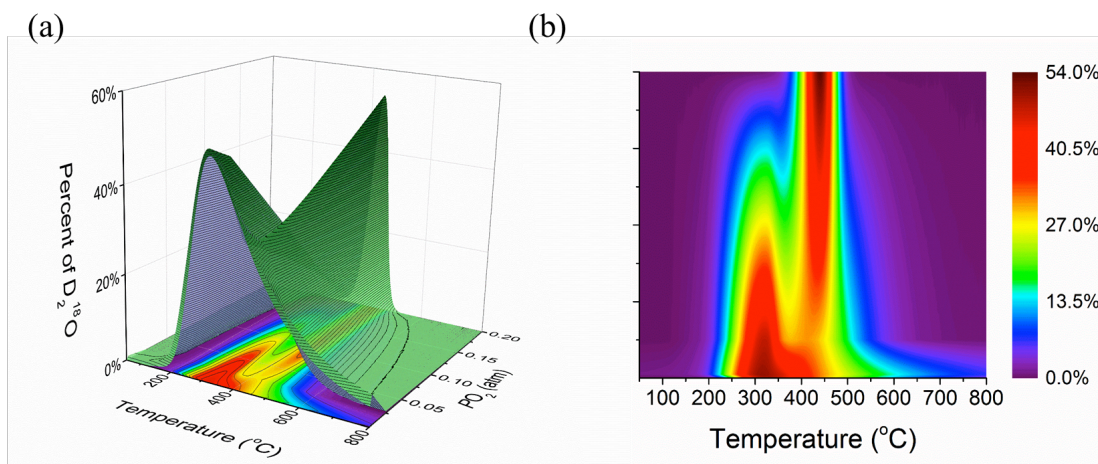 (a)
(b)
60%
40%
20%
0%
Percent of D₂¹⁸O
200
400
600
800
Temperature (°C)
0.05
0.10
0.15
0.20
PO₂ (atm)
54.0%
40.5%
27.0%
13.5%
0.0%
100 200 300 400 500 600 700 800
Temperature (°C)